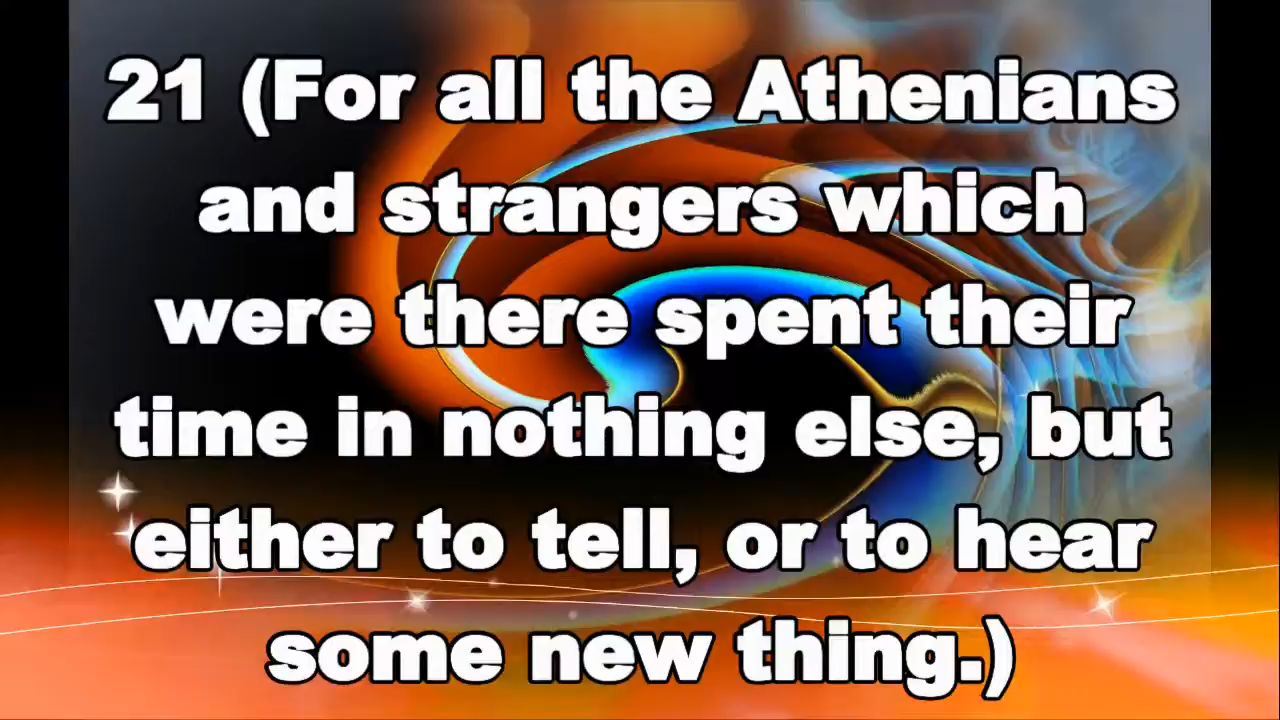 21 (For all the Athenians
and strangers which
were there spent their
time in nothing else, but
either to tell, or to hear
some new thing.)